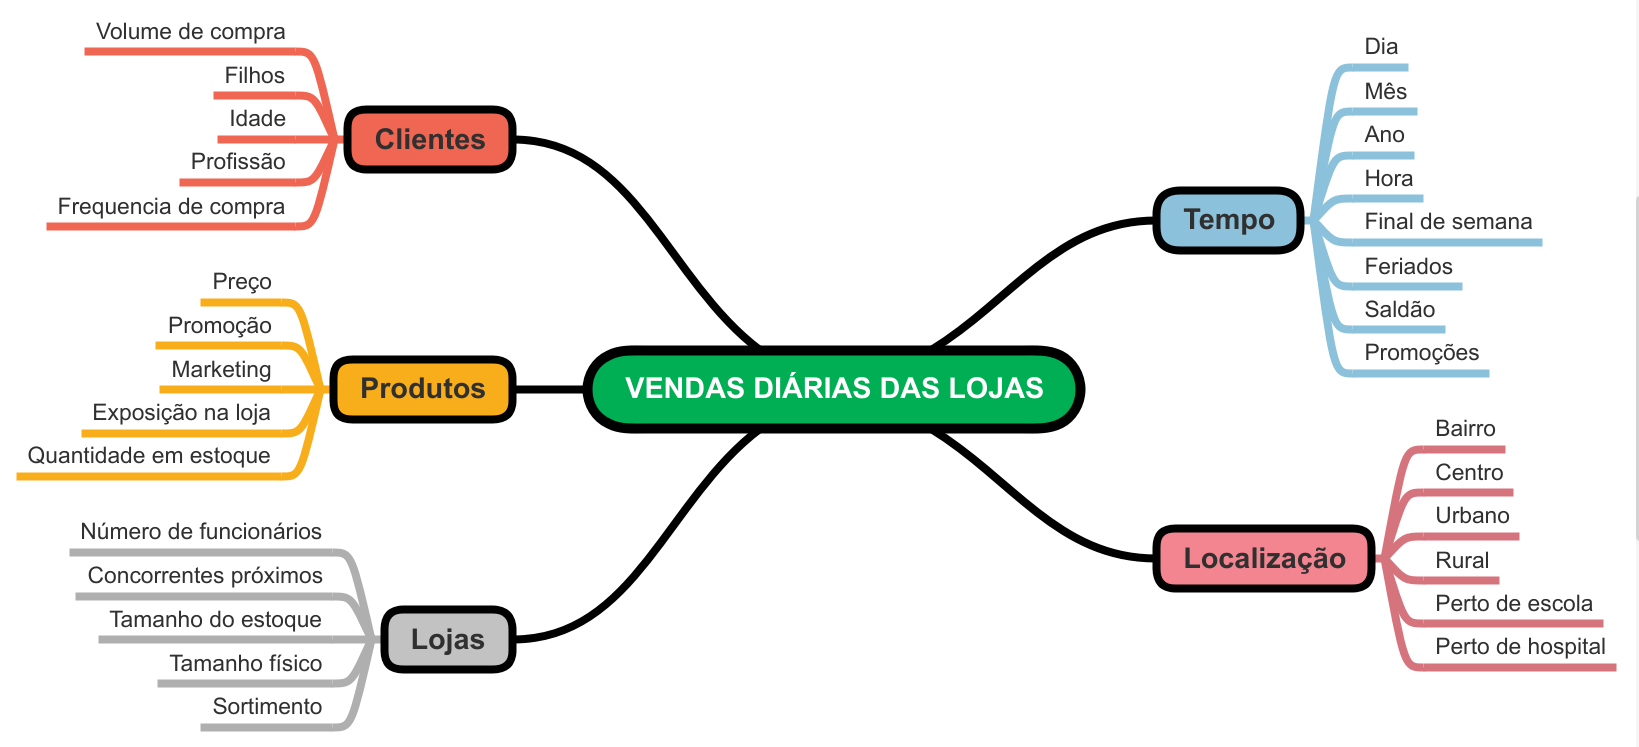 Volume de compra
Filhos
Idade
Profissão
Frequencia de compra
Clientes
Preço
Promoção
Marketing
Exposição na loja
Quantidade em estoque
Produtos
Número de funcionários
Concorrentes próximos
Tamanho do estoque
Tamanho físico
Sortimento
Lojas
VENDAS DIÁRIAS DAS LOJAS
Tempo
Dia
Mês
Ano
Hora
Final de semana
Feriados
Saldão
Promoções
Localização
Bairro
Centro
Urbano
Rural
Perto de escola
Perto de hospital